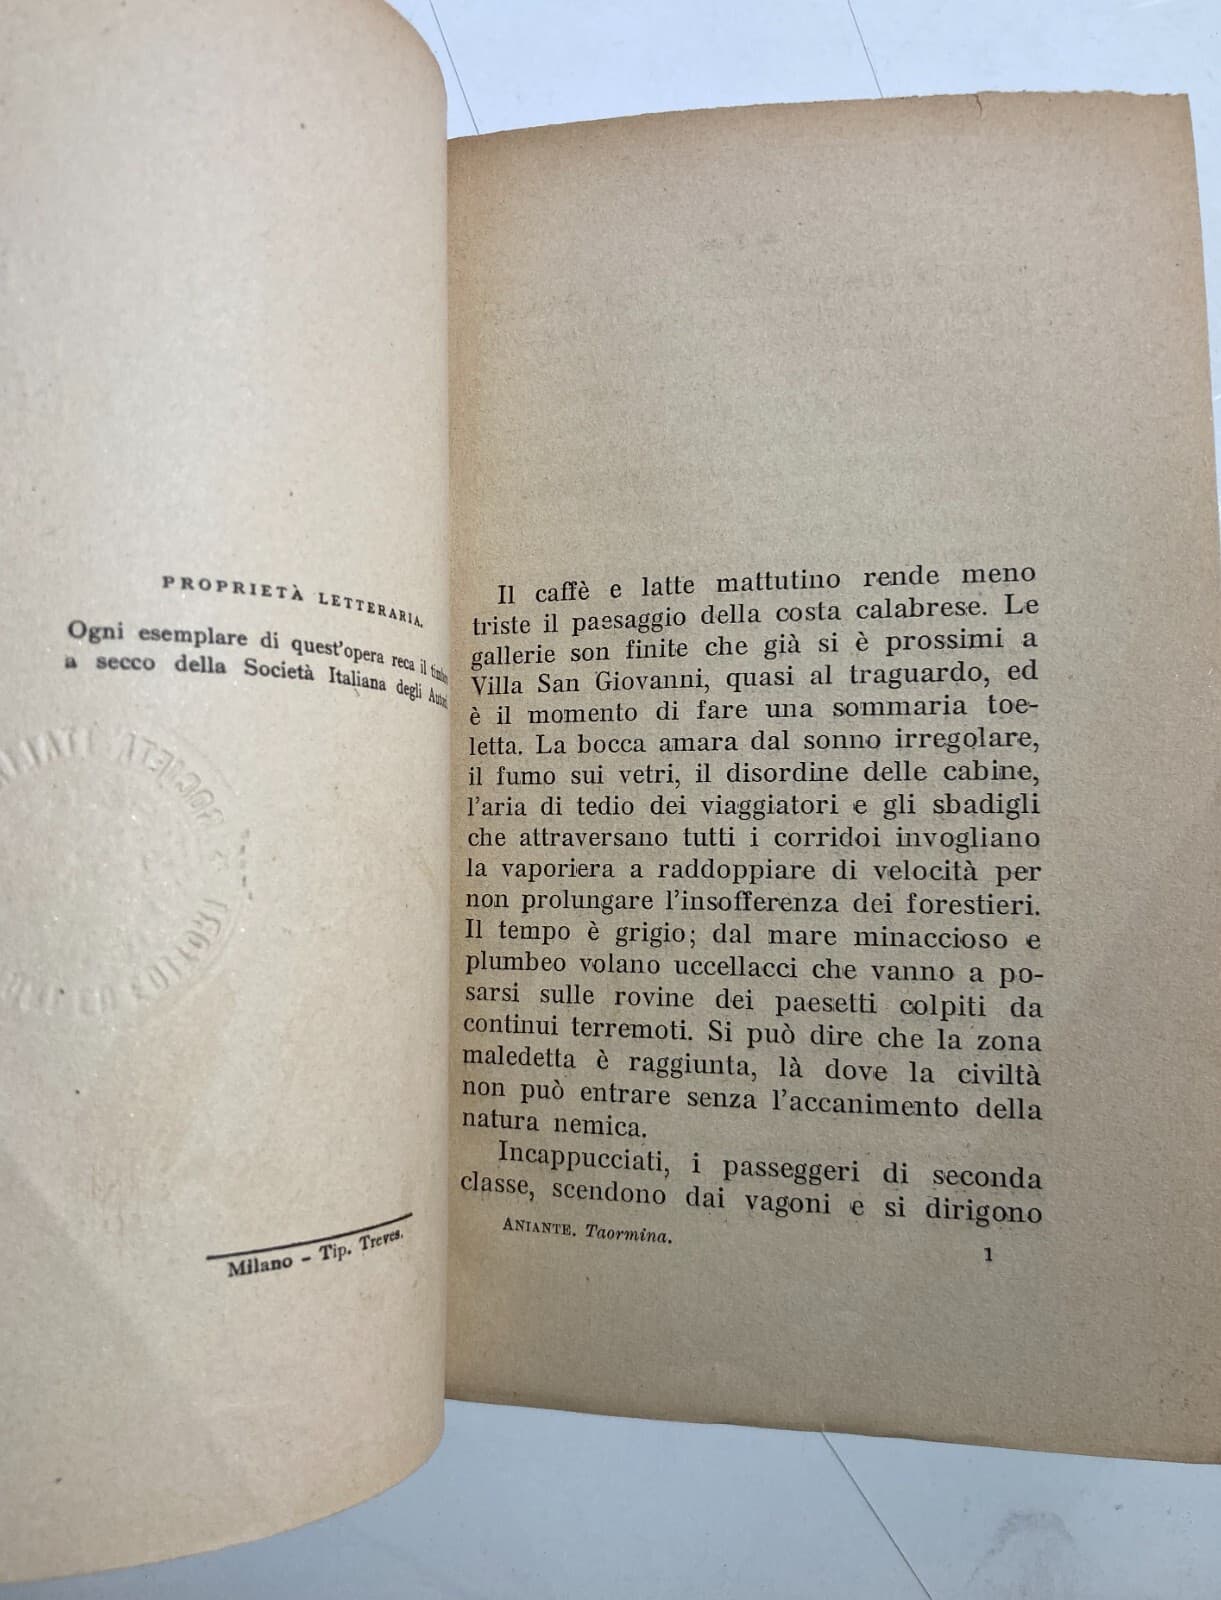 PROPRIETÀ LETTERARIA.
Ogni esemplare di quest'opera reca il
a secco della Società Italiana degli
SOCIETÀ
Milano – Tip. Treves.
Il caffè e latte mattutino rende meno
triste il paesaggio della costa calabrese. Le
gallerie son finite che già si è prossimi a
Villa San Giovanni, quasi al traguardo, ed
è il momento di fare una sommaria toe-
letta. La bocca amara dal sonno irregolare,
il fumo sui vetri, il disordine delle cabine,
l'aria di tedio dei viaggiatori e gli sbadigli
che attraversano tutti i corridoi invogliano
la vaporiera a raddoppiare di velocità per
non prolungare l'insofferenza dei forestieri.
Il tempo è grigio; dal mare minaccioso e
plumbeo volano uccellacci che vanno a po-
sarsi sulle rovine dei paesetti colpiti da
continui terremoti. Si può dire che la zona
maledetta è raggiunta, là dove la civiltà
non può entrare senza l'accanimento della
natura nemica.
Incappucciati, i passeggeri di seconda
classe, scendono dai vagoni e si dirigono
ANIANTE. Taormina.
1